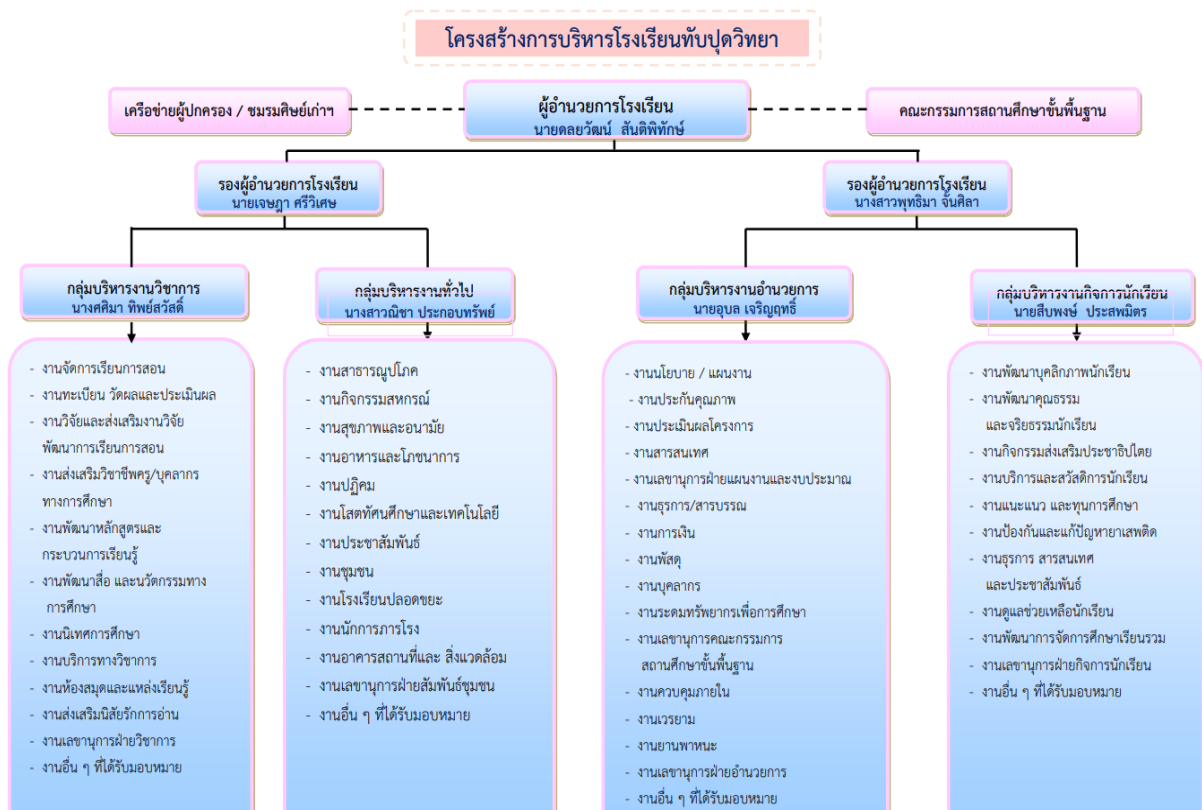 โครงสร้างการบริหารโรงเรียนทับปุดวิทยา
เครือข่ายผู้ปกครอง / ชมรมศิษย์เก่าฯ
ผู้อำนวยการโรงเรียน
นายดลยวัฒน์ สันติพิทักษ์
คณะกรรมการสถานศึกษาขั้นพื้นฐาน
รองผู้อำนวยการโรงเรียน
นายเจษฎา ศรีวิเศษ
รองผู้อำนวยการโรงเรียน
นางสาวพุทธิมา จั้นศิลา
กลุ่มบริหารงานวิชาการ
นางศศิมา ทิพย์สวัสดิ์
กลุ่มบริหารงานทั่วไป
นางสาวณิชา ประกอบทรัพย์
กลุ่มบริหารงานอำนวยการ
นายอุบล เจริญฤทธิ์
กลุ่มบริหารงานกิจการนักเรียน
นายสืบพงษ์ ประสพมิตร
- งานจัดการเรียนการสอน
- งานทะเบียน วัดผลและประเมินผล
- งานวิจัยและส่งเสริมงานวิจัย
พัฒนาการเรียนการสอน
- งานส่งเสริมวิชาชีพครู/บุคลากร
ทางการศึกษา
- งานพัฒนาหลักสูตรและ
กระบวนการเรียนรู้
- งานพัฒนาสื่อ และนวัตกรรมทาง
การศึกษา
- งานนิเทศการศึกษา
- งานบริการทางวิชาการ
- งานห้องสมุดและแหล่งเรียนรู้
- งานส่งเสริมนิสัยรักการอ่าน
- งานเลขานุการฝ่ายวิชาการ
- งานอื่น ๆ ที่ได้รับมอบหมาย
- งานสาธารณูปโภค
- งานกิจกรรมสหกรณ์
- งานสุขภาพและอนามัย
- งานอาหารและโภชนาการ
- งานปฏิคม
- งานโสตทัศนศึกษาและเทคโนโลยี
- งานประชาสัมพันธ์
- งานชุมชน
- งานโรงเรียนปลอดขยะ
- งานนักการภารโรง
- งานอาคารสถานที่และ สิ่งแวดล้อม
- งานเลขานุการฝ่ายสัมพันธ์ชุมชน
- งานอื่น ๆ ที่ได้รับมอบหมาย
- งานนโยบาย / แผนงาน
- งานประกันคุณภาพ
- งานประเมินผลโครงการ
- งานสารสนเทศ
- งานเลขานุการฝ่ายแผนงานและงบประมาณ
- งานธุรการ/สารบรรณ
- งานการเงิน
- งานพัสดุ
- งานบุคลากร
- งานระดมทรัพยากรเพื่อการศึกษา
- งานเลขานุการคณะกรรมการ
สถานศึกษาขั้นพื้นฐาน
- งานควบคุมภายใน
- งานเวรยาม
- งานยานพาหนะ
- งานเลขานุการฝ่ายอำนวยการ
- งานอื่น ๆ ที่ได้รับมอบหมาย
- งานพัฒนาบุคลิกภาพนักเรียน
- งานพัฒนาคุณธรรม
และจริยธรรมนักเรียน
- งานกิจกรรมส่งเสริมประชาธิปไตย
- งานบริการและสวัสดิการนักเรียน
- งานแนะแนว และทุนการศึกษา
- งานป้องกันและแก้ปัญหายาเสพติด
- งานธุรการ สารสนเทศ
และประชาสัมพันธ์
- งานดูแลช่วยเหลือนักเรียน
- งานพัฒนาการจัดการศึกษาเรียนรวม
- งานเลขานุการฝ่ายกิจการนักเรียน
- งานอื่น ๆ ที่ได้รับมอบหมาย